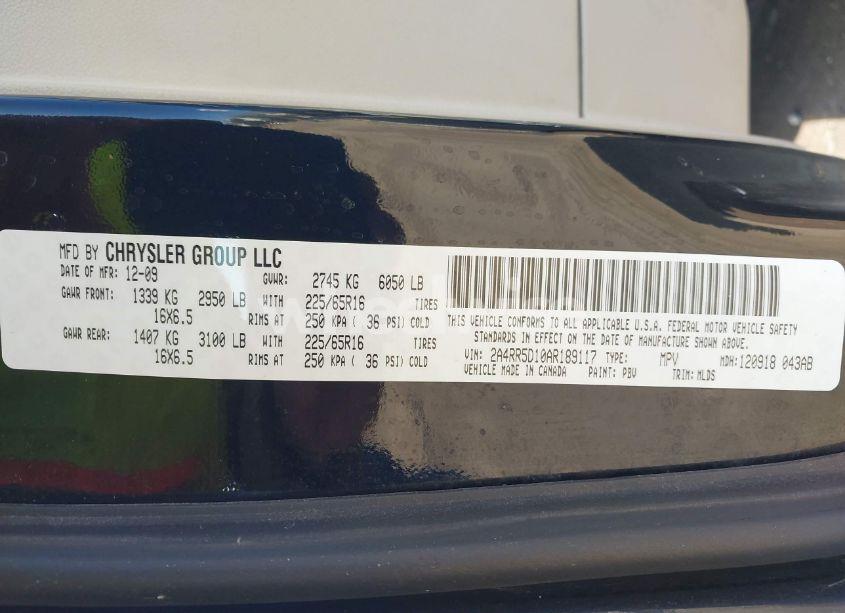 MFD BY CHRYSLER GROUP LLC
DATE OF MFR: 12-09 GVWR: 2745 KG 6050 LB
GAWR FRONT: 1339 KG 2950 LB WITH 225/65R16 TIRES
16X6.5 RIMS AT 250 KPA ( 36 PSI) COLD
GAWR REAR: 1407 KG 3100 LB WITH 225/65R16 TIRES
16X6.5 RIMS AT 250 KPA ( 36 PSI) COLD
THIS VEHICLE CONFORMS TO ALL APPLICABLE U.S.A. FEDERAL MOTOR VEHICLE SAFETY
STANDARDS IN EFFECT ON THE DATE OF MANUFACTURE SHOWN ABOVE.
VIN: 2A4RR5D10AR189117 TYPE: MPV MDH:120918 043AB
VEHICLE MADE IN CANADA PAINT: PBV TRIM: MLDS